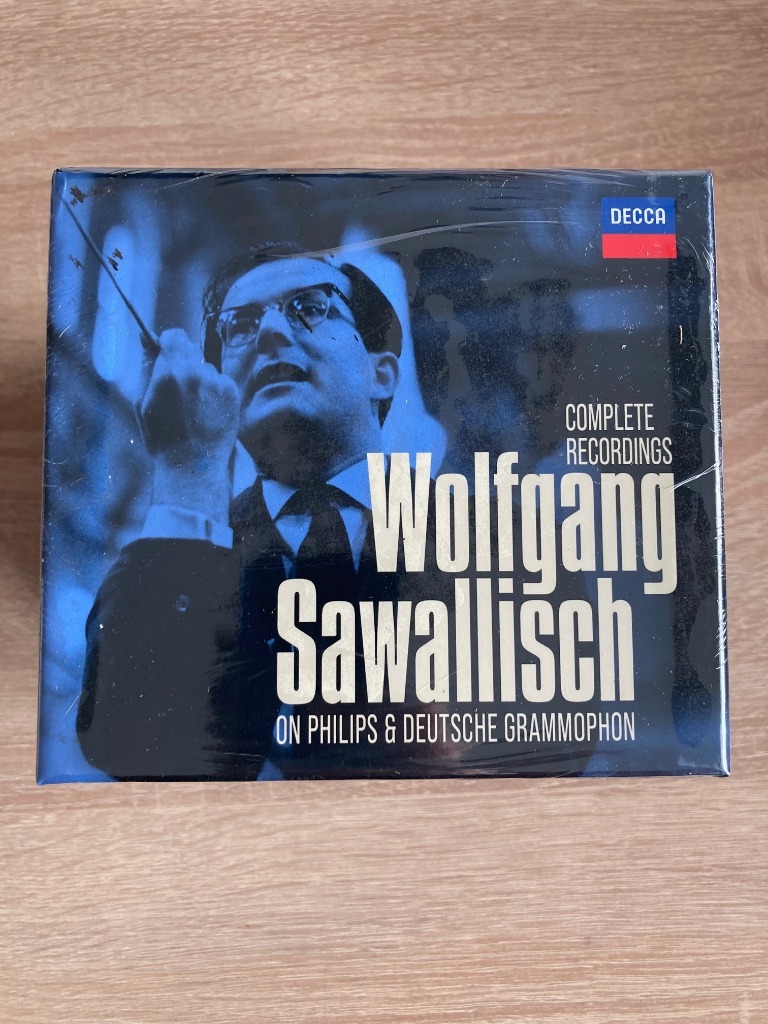 DECCA
COMPLETE
RECORDINGS
Wolfgang
Sawallisch
ON PHILIPS & DEUTSCHE GRAMMOPHON